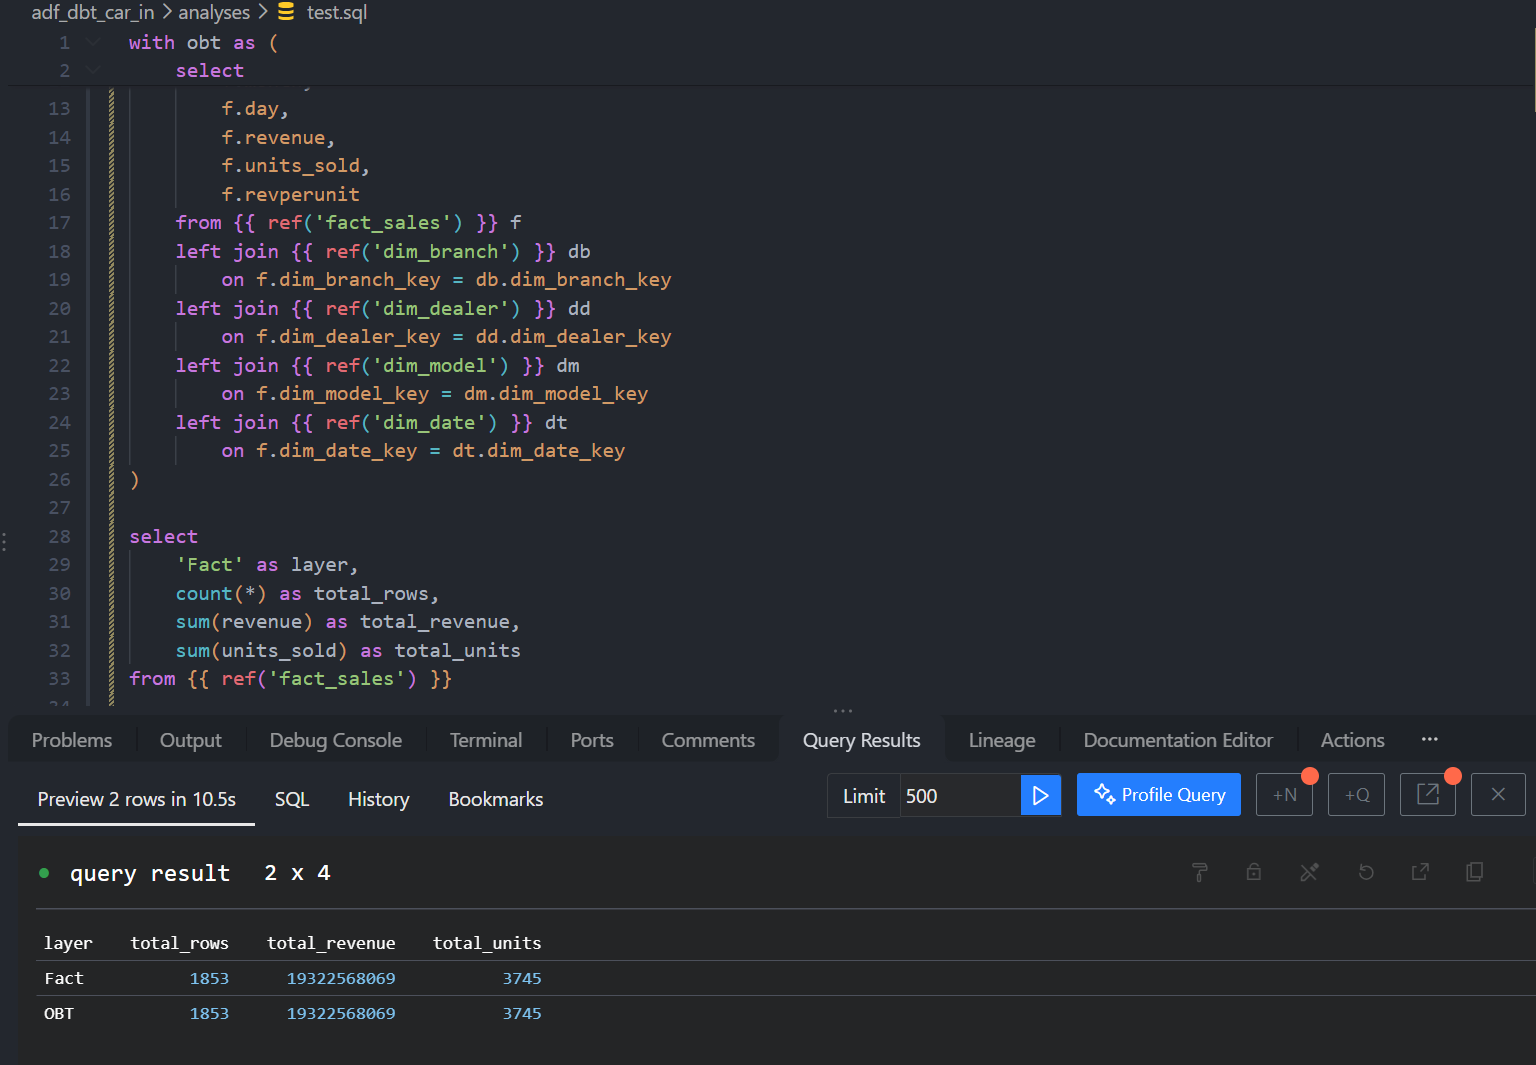 adf_dbt_car_in > analyses > test.sql
1 with obt as (
2 select
13 f.day,
14 f.revenue,
15 f.units_sold,
16 f.revperunit
17 from {{ ref('fact_sales') }} f
18 left join {{ ref('dim_branch') }} db
19 on f.dim_branch_key = db.dim_branch_key
20 left join {{ ref('dim_dealer') }} dd
21 on f.dim_dealer_key = dd.dim_dealer_key
22 left join {{ ref('dim_model') }} dm
23 on f.dim_model_key = dm.dim_model_key
24 left join {{ ref('dim_date') }} dt
25 on f.dim_date_key = dt.dim_date_key
26 )
27
28 select
29 'Fact' as layer,
30 count(*) as total_rows,
31 sum(revenue) as total_revenue,
32 sum(units_sold) as total_units
33 from {{ ref('fact_sales') }}
Problems Output Debug Console Terminal Ports Comments Query Results Lineage Documentation Editor Actions ...
Preview 2 rows in 10.5s SQL History Bookmarks Limit 500 Profile Query +N +Q
query result 2 x 4
layer total_rows total_revenue total_units
Fact 1853 19322568069 3745
OBT 1853 19322568069 3745